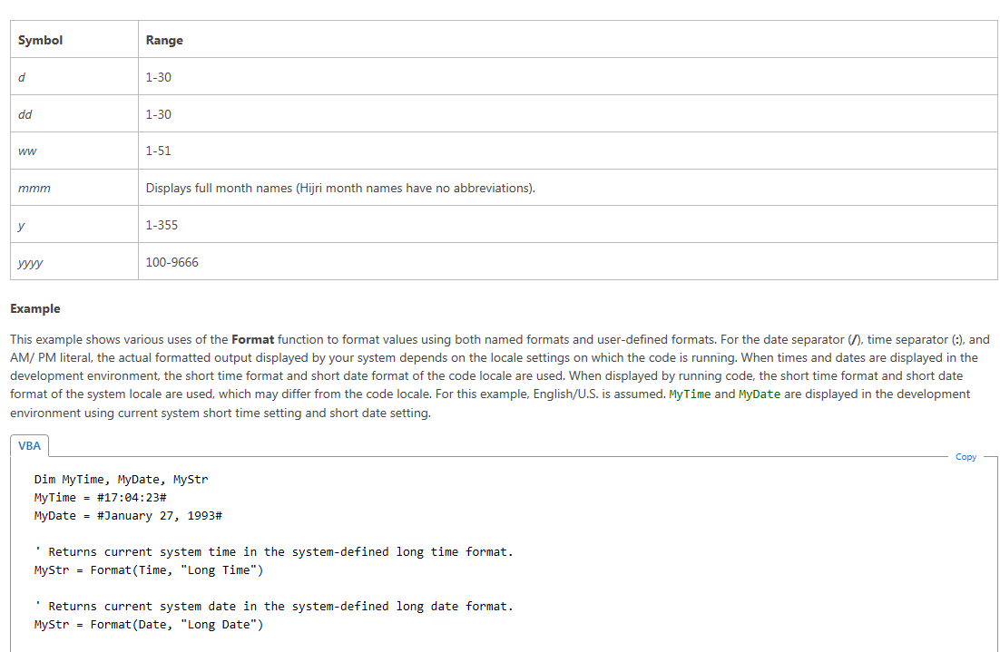 Symbol Range
d 1-30
dd 1-30
ww 1-51
mmm Displays full month names (Hijri month names have no abbreviations).
y 1-355
yyyy 100-9666
Example
This example shows various uses of the Format function to format values using both named formats and user-defined formats. For the date separator (/), time separator (:), and
AM/ PM literal, the actual formatted output displayed by your system depends on the locale settings on which the code is running. When times and dates are displayed in the
development environment, the short time format and short date format of the code locale are used. When displayed by running code, the short time format and short date
format of the system locale are used, which may differ from the code locale. For this example, English/U.S. is assumed. MyTime and MyDate are displayed in the development
environment using current system short time setting and short date setting.
VBA
Copy
Dim MyTime, MyDate, MyStr
MyTime = #17:04:23#
MyDate = #January 27, 1993#
' Returns current system time in the system-defined long time format.
MyStr = Format(Time, "Long Time")
' Returns current system date in the system-defined long date format.
MyStr = Format(Date, "Long Date")